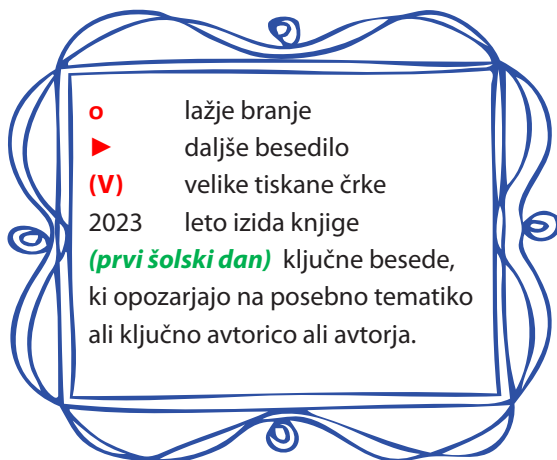 o lažje branje
► daljše besedilo
(V) velike tiskane črke
2023 leto izida knjige
(prvi šolski dan) ključne besede,
ki opozarjajo na posebno tematiko
ali ključno avtorico ali avtorja.